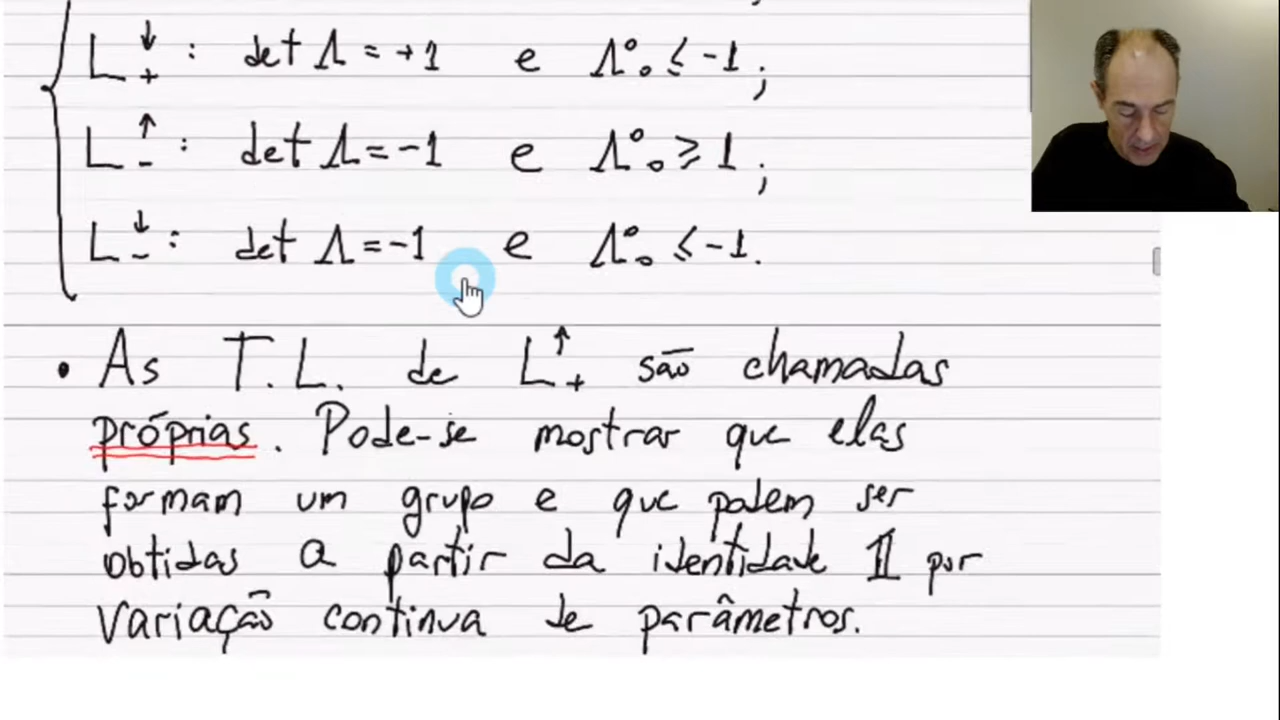 L₊↓ : det Λ = +1 e Λ⁰₀ ≤ -1 ;
L₋↑ : det Λ = -1 e Λ⁰₀ ≥ 1 ;
L₋↓ : det Λ = -1 e Λ⁰₀ ≤ -1.
• As T.L. de L₊↑ são chamadas
próprias. Pode-se mostrar que elas
formam um grupo e que podem ser
obtidas a partir da identidade 𝟙 por
variação continua de parâmetros.